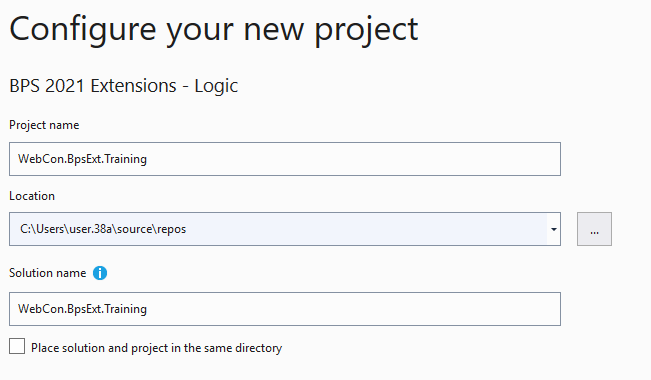 Configure your new project
BPS 2021 Extensions - Logic
Project name
WebCon.BpsExt.Training
Location
C:\Users\user.38a\source\repos
...
Solution name
WebCon.BpsExt.Training
Place solution and project in the same directory